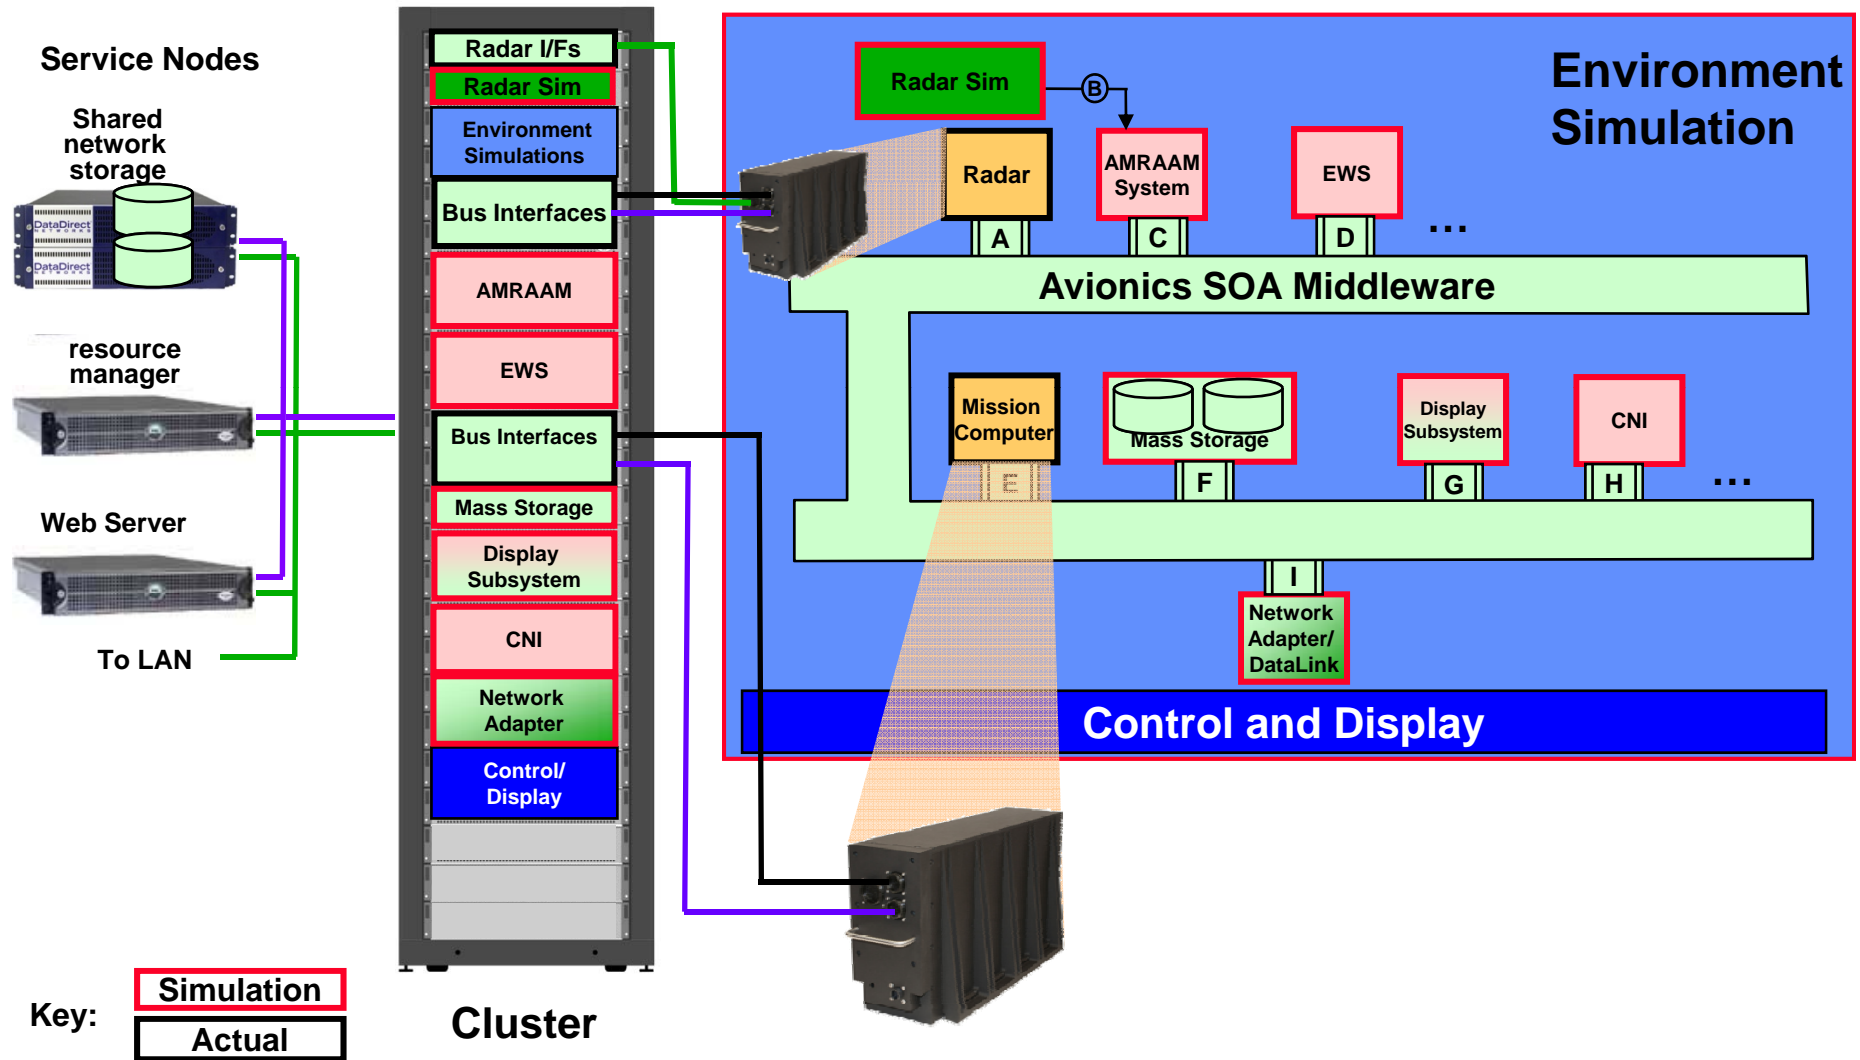 Service Nodes
Shared
network
storage
DataDirect
NETWORKS
DataDirect
NETWORKS
resource
manager
Web Server
To LAN
Key:
Simulation
Actual
Radar I/Fs
Radar Sim
Environment
Simulations
Bus Interfaces
AMRAAM
EWS
Bus Interfaces
Mass Storage
Display
Subsystem
CNI
Network
Adapter
Control/
Display
Cluster
Environment
Simulation
Radar Sim
B
Radar
AMRAAM
System
EWS
A
C
D
...
Avionics SOA Middleware
Mission
Computer
Mass Storage
Display
Subsystem
CNI
E
F
G
H
...
I
Network
Adapter/
DataLink
Control and Display